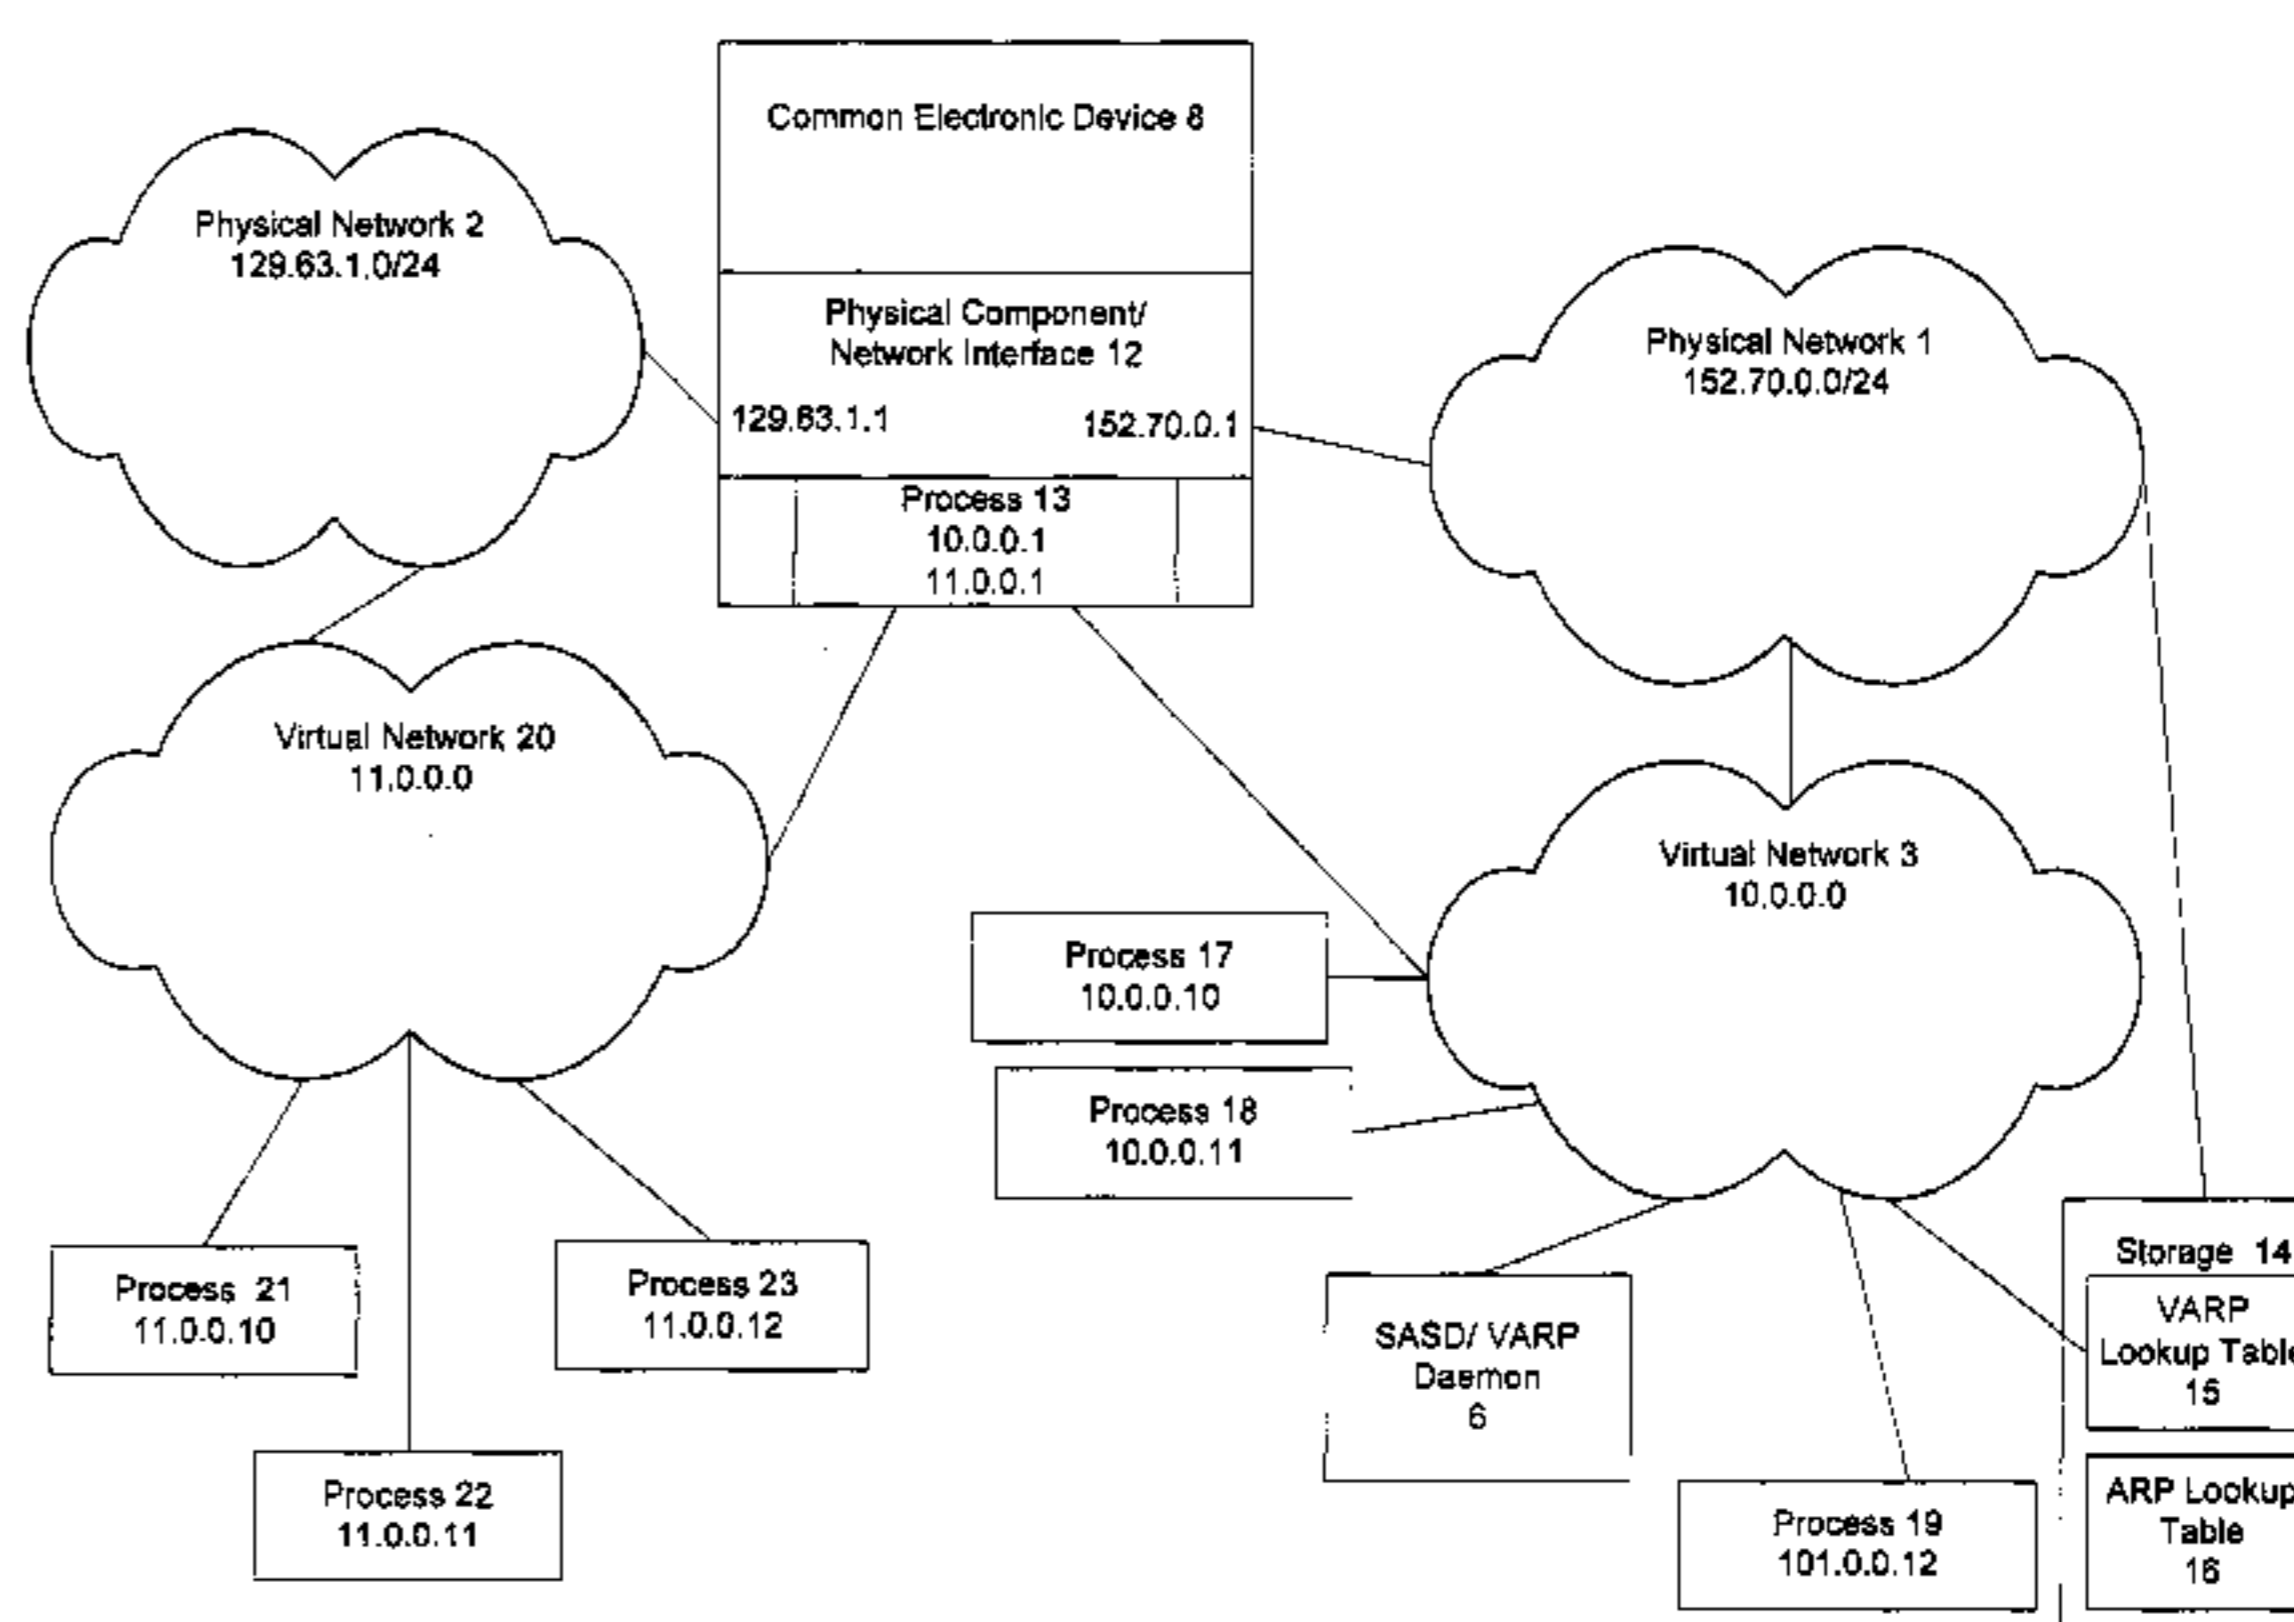 Common Electronic Device 8
Physical Network 2
129.63.1.0/24
Physical Component/
Network Interface 12
129.63.1.1
152.70.0.1
Physical Network 1
152.70.0.0/24
Process 13
10.0.0.1
11.0.0.1
Virtual Network 20
11.0.0.0
Virtual Network 3
10.0.0.0
Process 17
10.0.0.10
Process 18
10.0.0.11
Process 21
11.0.0.10
Process 23
11.0.0.12
Process 22
11.0.0.11
SASD/ VARP
Daemon
6
Process 19
101.0.0.12
Storage 14
VARP
Lookup Table
15
ARP Lookup
Table
16